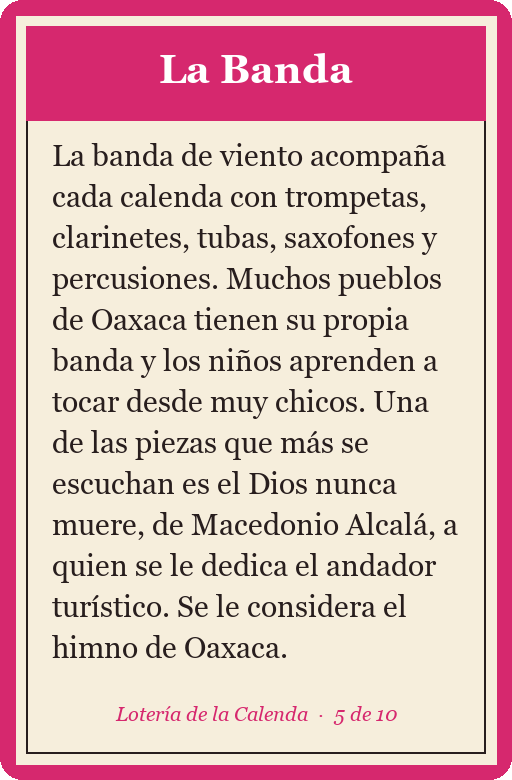 La Banda
La banda de viento acompaña
cada calenda con trompetas,
clarinetes, tubas, saxofones y
percusiones. Muchos pueblos
de Oaxaca tienen su propia
banda y los niños aprenden a
tocar desde muy chicos. Una
de las piezas que más se
escuchan es el Dios nunca
muere, de Macedonio Alcalá, a
quien se le dedica el andador
turístico. Se le considera el
himno de Oaxaca.
Lotería de la Calenda · 5 de 10